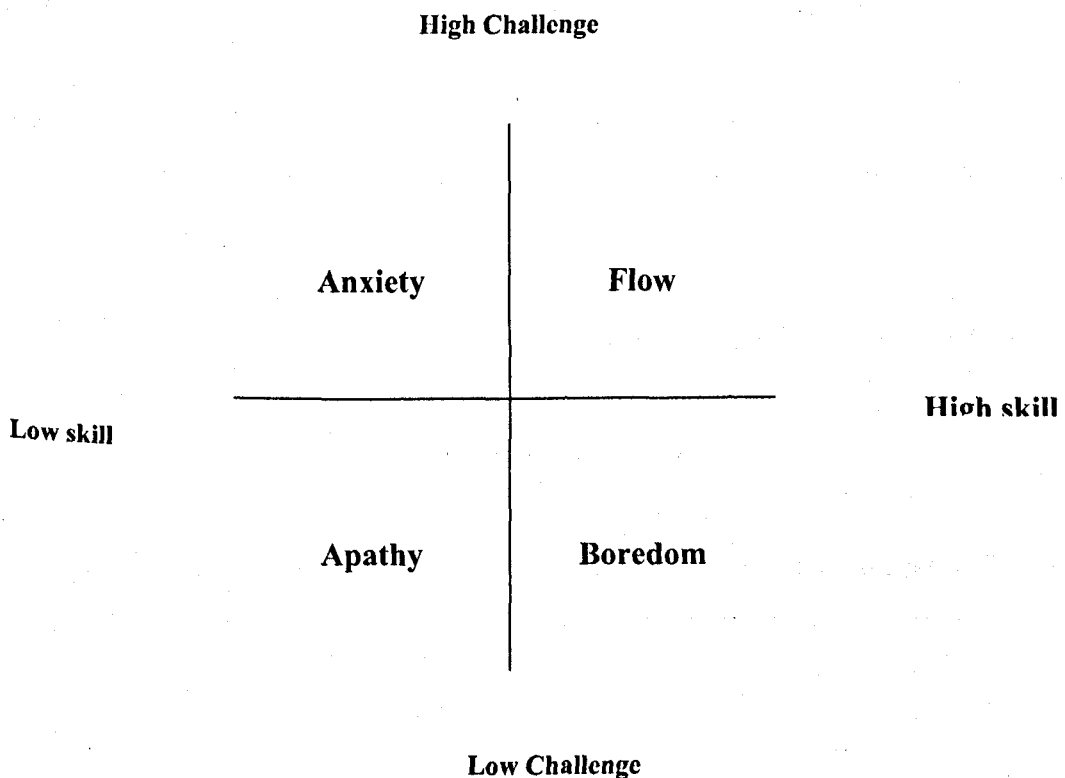 High Challenge
Anxiety Flow
High skill
Low skill
Apathy Boredom
Low Challenge